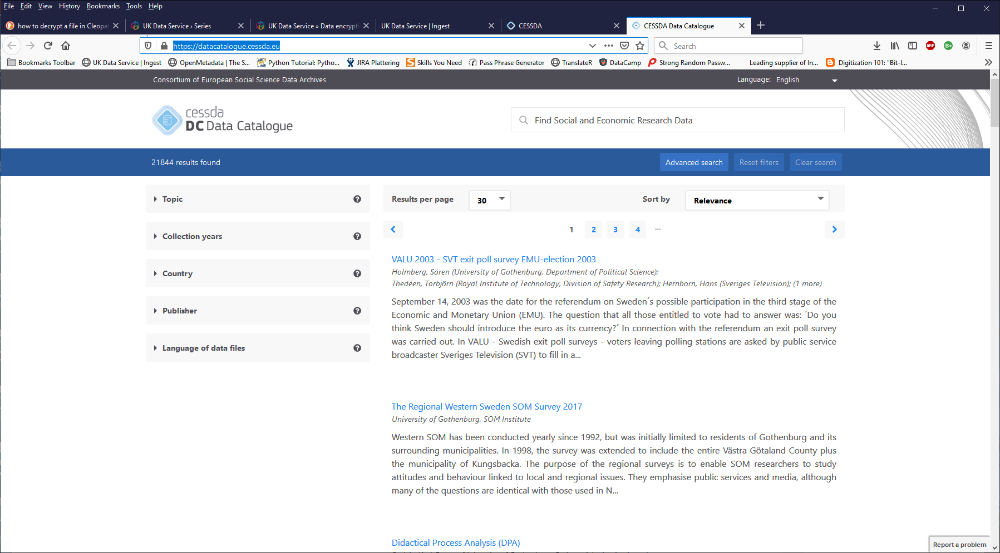 File Edit View History Bookmarks Tools Help
how to decrypt a file in Cleopat
UK Data Service › Series
UK Data Service » Data encrypti
UK Data Service | Ingest
CESSDA
CESSDA Data Catalogue
https://datacatalogue.cessda.eu
Search
ABP
B+
Bookmarks Toolbar
UK Data Service | Ingest
OpenMetadata | The S...
Python Tutorial: Pytho...
JIRA Plattering
Skills You Need
Pass Phrase Generator
TranslateR
DataCamp
Strong Random Passw...
Leading supplier of In...
Digitization 101: "Bit-l...
Consortium of European Social Science Data Archives
Language: English
cessda
DC Data Catalogue
Find Social and Economic Research Data
21844 results found
Advanced search
Reset filters
Clear search
Topic
Collection years
Country
Publisher
Language of data files
Results per page 30
Sort by Relevance
1 2 3 4 ...
VALU 2003 - SVT exit poll survey EMU-election 2003
Holmberg, Sören (University of Gothenburg, Department of Political Science);
Thedéen, Torbjörn (Royal Institute of Technology, Division of Safety Research); Hernborn, Hans (Sveriges Television); (1 more)
September 14, 2003 was the date for the referendum on Sweden´s possible participation in the third stage of the
Economic and Monetary Union (EMU). The question that all those entitled to vote had to answer was: ´Do you
think Sweden should introduce the euro as its currency?´ In connection with the referendum an exit poll survey
was carried out. In VALU - Swedish exit poll surveys - voters leaving polling stations are asked by public service
broadcaster Sveriges Television (SVT) to fill in a...
The Regional Western Sweden SOM Survey 2017
University of Gothenburg, SOM Institute
Western SOM has been conducted yearly since 1992, but was initially limited to residents of Gothenburg and its
surrounding municipalities. In 1998, the survey was extended to include the entire Västra Götaland County plus
the municipality of Kungsbacka. The purpose of the regional surveys is to enable SOM researchers to study
attitudes and behaviour linked to local and regional issues. They emphasise public services and media, although
many of the questions are identical with those used in N...
Didactical Process Analysis (DPA)
Report a problem